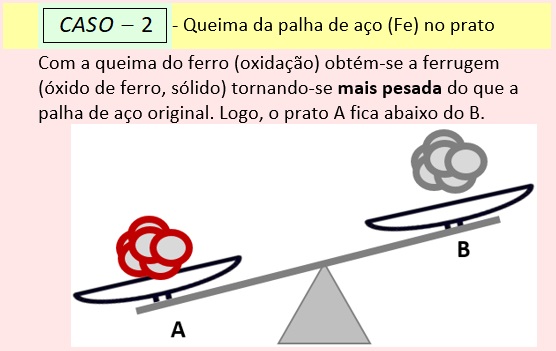 CASO – 2 - Queima da palha de aço (Fe) no prato
Com a queima do ferro (oxidação) obtém-se a ferrugem
(óxido de ferro, sólido) tornando-se mais pesada do que a
palha de aço original. Logo, o prato A fica abaixo do B.
B
A